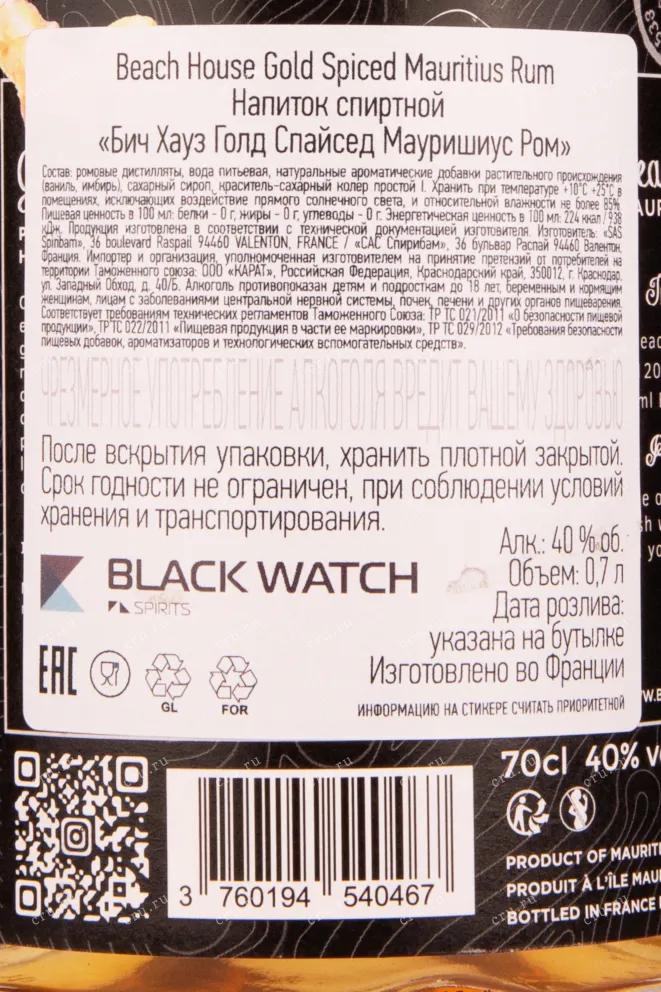 Beach House Gold Spiced Mauritius Rum
Напиток спиртной
«Бич Хауз Голд Спайсед Мауришиус Ром»
Состав: ромовые дистилляты, вода питьевая, натуральные ароматические добавки растительного происхождения
(ваниль, имбирь), сахарный сироп, краситель-сахарный колер простой I. Хранить при температуре +10°C +25°C в
помещениях, исключающих воздействие прямого солнечного света, и относительной влажности не более 85%.
Пищевая ценность в 100 мл: белки - 0 г, жиры - 0 г, углеводы - 0 г. Энергетическая ценность в 100 мл: 224 ккал / 938
кДж. Продукция изготовлена в соответствии с технической документацией изготовителя. Изготовитель: «SAS
Spiribam», 36 boulevard Raspail 94460 VALENTON, FRANCE / «САС Спирибам», 36 бульвар Распай 94460 Валентон,
Франция. Импортер и организация, уполномоченная изготовителем на принятие претензий от потребителей на
территории Таможенного союза: ООО «КАРАТ», Российская Федерация, Краснодарский край, 350012, г. Краснодар,
ул. Западный Обход, д. 40/Б. Алкоголь противопоказан детям и подросткам до 18 лет, беременным и кормящим
женщинам, лицам с заболеваниями центральной нервной системы, почек, печени и других органов пищеварения.
Соответствует требованиям технических регламентов Таможенного Союза: ТР ТС 021/2011 «О безопасности пищевой
продукции», ТР ТС 022/2011 «Пищевая продукция в части ее маркировки», ТР ТС 029/2012 «Требования безопасности
пищевых добавок, ароматизаторов и технологических вспомогательных средств».
ЧРЕЗМЕРНОЕ УПОТРЕБЛЕНИЕ АЛКОГОЛЯ ВРЕДИТ ВАШЕМУ ЗДОРОВЬЮ
После вскрытия упаковки, хранить плотной закрытой.
Срок годности не ограничен, при соблюдении условий
хранения и транспортирования.
Алк.: 40 % об.
Объем: 0,7 л
Дата розлива:
указана на бутылке
Изготовлено во Франции
BLACK WATCH
SPIRITS
EAC
GL
FOR
ИНФОРМАЦИЮ НА СТИКЕРЕ СЧИТАТЬ ПРИОРИТЕТНОЙ
70cl 40% V
PRODUCT OF MAURITI
PRODUIT À L'ÎLE MAU
BOTTLED IN FRANCE
3 760194 540467